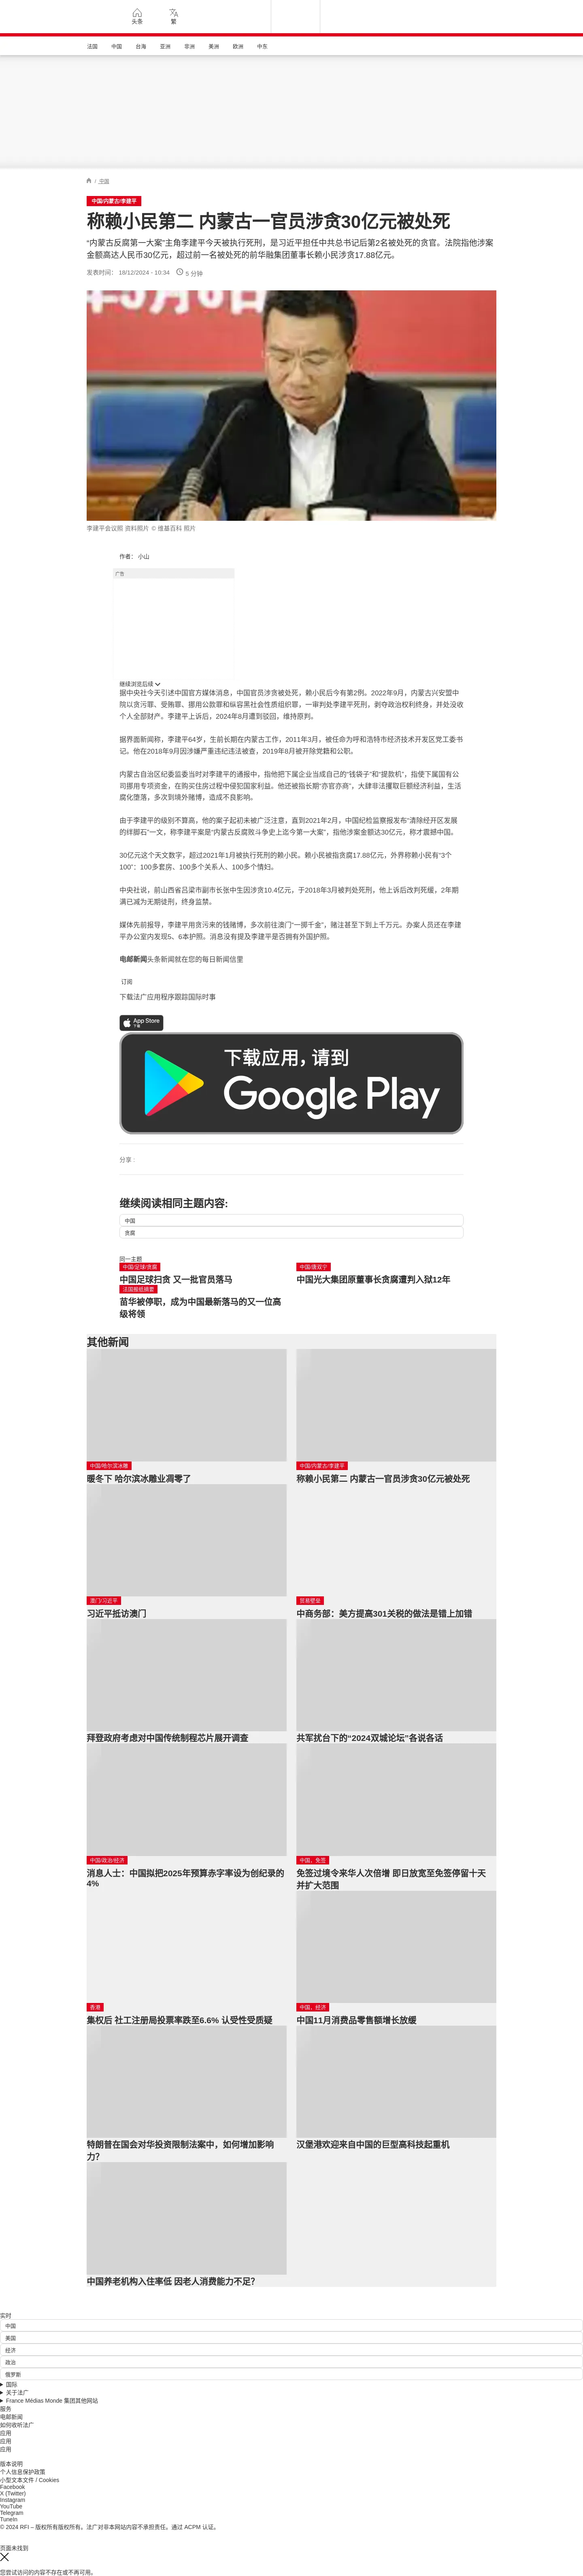 头条
繁
法国
中国
台海
亚洲
非洲
美洲
欧洲
中东
/ 中国
中国/内蒙古/李建平
称赖小民第二 内蒙古一官员涉贪30亿元被处死
“内蒙古反腐第一大案”主角李建平今天被执行死刑，是习近平担任中共总书记后第2名被处死的贪官。法院指他涉案
金额高达人民币30亿元，超过前一名被处死的前华融集团董事长赖小民涉贪17.88亿元。
发表时间： 19/12/2024 - 10:34
5 分钟
李建平会议照 资料照片 © 维基百科 照片
作者： 小山
广告
继续浏览后续
据中央社今天引述中国官方媒体消息，中国官员涉贪被处死，赖小民后今有第2例。2022年9月，内蒙古兴安盟中
院以贪污罪、受贿罪、挪用公款罪和纵容黑社会性质组织罪，一审判处李建平死刑，剥夺政治权利终身，并处没收
个人全部财产。李建平上诉后，2024年8月遭到驳回，维持原判。
据界面新闻称，李建平64岁，生前长期在内蒙古工作，2011年3月，被任命为呼和浩特市经济技术开发区党工委书
记。他在2018年9月因涉嫌严重违纪违法被查，2019年8月被开除党籍和公职。
内蒙古自治区纪委监委当时对李建平的通报中，指他把下属企业当成自己的“钱袋子”和“提款机”，指使下属国有公
司挪用专项资金，在购买住房过程中侵犯国家利益。他还被指长期“亦官亦商”，大肆非法攫取巨额经济利益，生活
腐化堕落，多次到境外赌博，造成不良影响。
由于李建平的级别不算高，他的案子起初未被广泛注意，直到2021年2月，中国纪检监察报发布“清除经开区发展
的绊脚石”一文，称李建平案是“内蒙古反腐败斗争史上迄今第一大案”，指他涉案金额达30亿元，称才震撼中国。
30亿元这个天文数字，超过2021年1月被执行死刑的赖小民。赖小民被指贪腐17.88亿元，外界称赖小民有“3个
100”：100多套房、100多个关系人、100多个情妇。
中央社说，前山西省吕梁市副市长张中生因涉贪10.4亿元，于2018年3月被判处死刑，他上诉后改判死缓，2年期
满已减为无期徒刑，终身监禁。
媒体先前报导，李建平用贪污来的钱赌博，多次前往澳门“一掷千金”，赌注甚至下到上千万元。办案人员还在李建
平办公室内发现5、6本护照。消息没有提及李建平是否拥有外国护照。
电邮新闻头条新闻就在您的每日新闻信里
订阅
下载法广应用程序跟踪国际时事
App Store
下载
下载应用，请到
Google Play
分享 :
继续阅读相同主题内容:
中国
贪腐
同一主题
中国/足球/贪腐
中国足球扫贪 又一批官员落马
中国/唐双宁
中国光大集团原董事长贪腐遭判入狱12年
法国报纸摘要
苗华被停职，成为中国最新落马的又一位高
级将领
其他新闻
中国/哈尔滨冰雕
暖冬下 哈尔滨冰雕业凋零了
中国/内蒙古/李建平
称赖小民第二 内蒙古一官员涉贪30亿元被处死
澳门/习近平
习近平抵访澳门
贸易壁垒
中商务部：美方提高301关税的做法是错上加错
拜登政府考虑对中国传统制程芯片展开调查
共军扰台下的“2024双城论坛”各说各话
中国/政治/经济
消息人士：中国拟把2025年预算赤字率设为创纪录的
4%
中国，免签
免签过境令来华人次倍增 即日放宽至免签停留十天
并扩大范围
香港
集权后 社工注册局投票率跌至6.6% 认受性受质疑
中国，经济
中国11月消费品零售额增长放缓
特朗普在国会对华投资限制法案中，如何增加影响
力？
汉堡港欢迎来自中国的巨型高科技起重机
中国养老机构入住率低 因老人消费能力不足？
实时
中国
美国
经济
政治
俄罗斯
国际
关于法广
France Médias Monde 集团其他网站
服务
电邮新闻
如何收听法广
应用
应用
应用
版本说明
个人信息保护政策
小型文本文件 / Cookies
Facebook
X (Twitter)
Instagram
YouTube
Telegram
TuneIn
© 2024 RFI – 版权所有版权所有。法广对非本网站内容不承担责任。通过 ACPM 认证。
页面未找到
您尝试访问的内容不存在或不再可用。